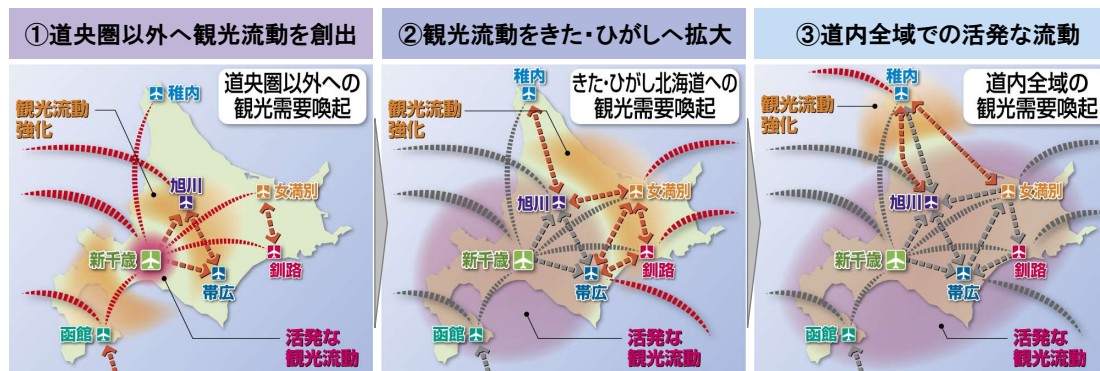 ①道央圏以外へ観光流動を創出
道央圏以外への
観光需要喚起
稚内
観光流動
強化
旭川
女満別
新千歳
帯広
釧路
函館
活発な
観光流動
②観光流動をきた・ひがしへ拡大
きた・ひがし北海道への
観光需要喚起
稚内
観光流動
強化
旭川
女満別
新千歳
帯広
釧路
函館
活発な
観光流動
③道内全域での活発な流動
道内全域の
観光需要喚起
稚内
観光流動
強化
旭川
女満別
新千歳
帯広
釧路
函館
活発な
観光流動